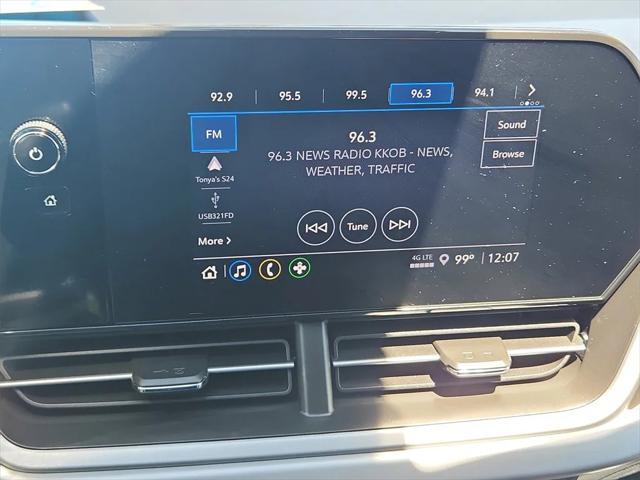 92.9 95.5 99.5 96.3 94.1
FM
96.3
Sound
96.3 NEWS RADIO KKOB - NEWS,
WEATHER, TRAFFIC
Browse
Tonya's S24
USB321FD
Tune
More
4G LTE
99° 12:07